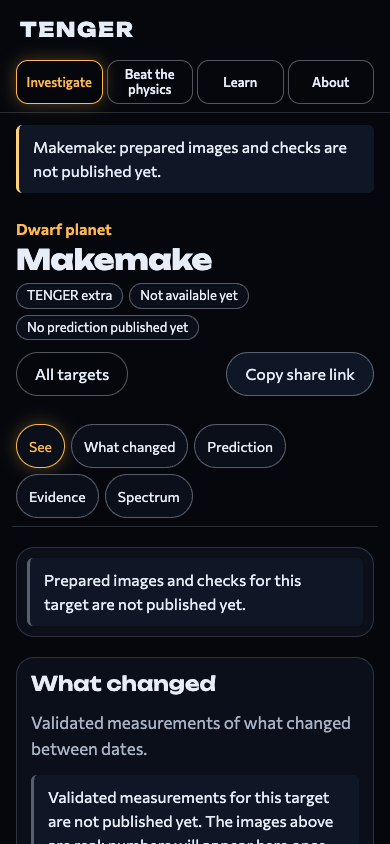 TENGER
Investigate
Beat the
physics
Learn
About
Makemake: prepared images and checks are
not published yet.
Dwarf planet
Makemake
TENGER extra
Not available yet
No prediction published yet
All targets
Copy share link
See
What changed
Prediction
Evidence
Spectrum
Prepared images and checks for this
target are not published yet.
What changed
Validated measurements of what changed
between dates.
Validated measurements for this target
are not published yet. The images above